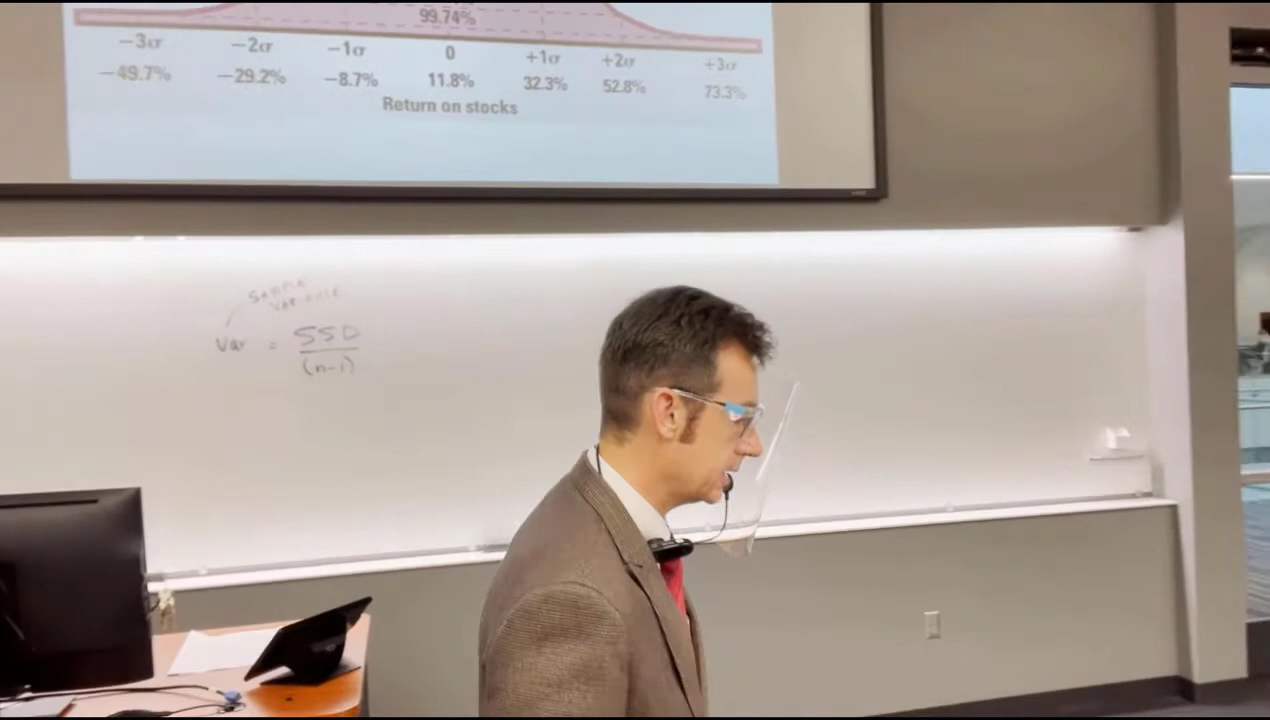 99.74%
−3σ −2σ −1σ 0 +1σ +2σ +3σ
−49.7% −29.2% −8.7% 11.8% 32.3% 52.8% 73.3%
Return on stocks
SAMPLE
VARIANCE
Var = SSD
(n-1)